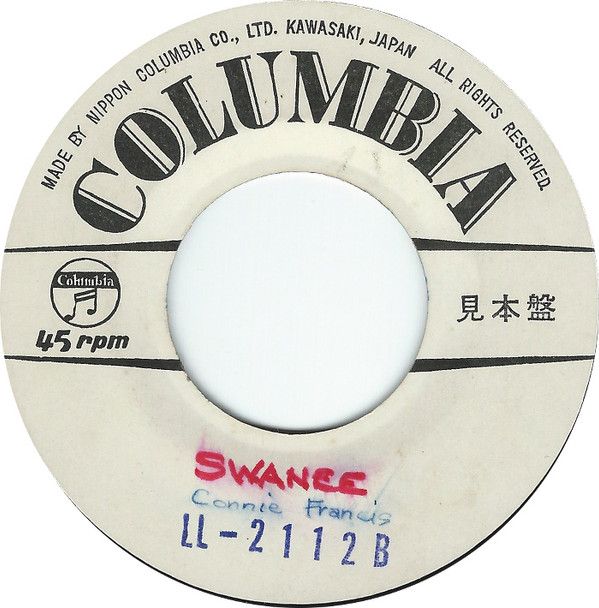 MADE BY NIPPON COLUMBIA CO., LTD. KAWASAKI, JAPAN ALL RIGHTS RESERVED.
COLUMBIA
Columbia
45 rpm
見本盤
SWANEE
Connie Francis
LL-2112B